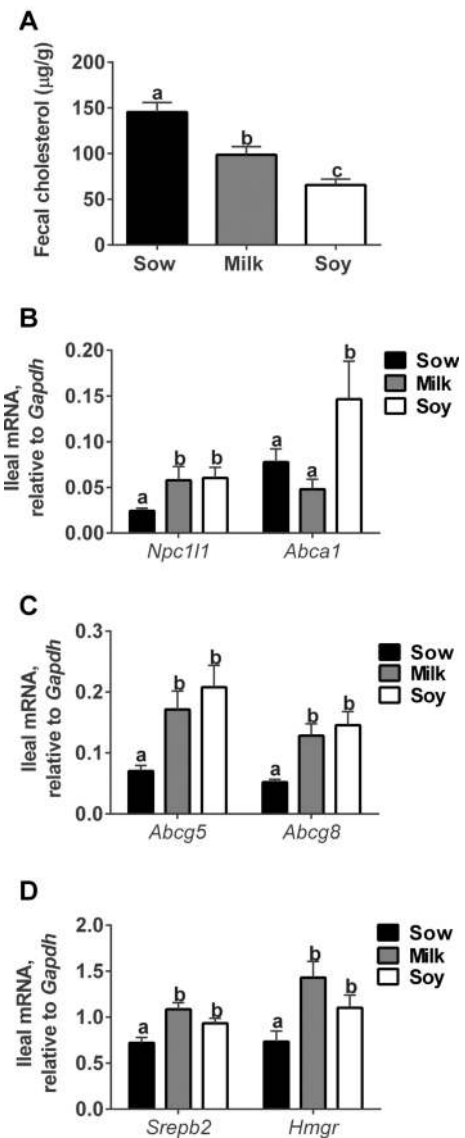 A
Fecal cholesterol (µg/g)
200
150
100
50
0
a
b
c
Sow Milk Soy
B
Ileal mRNA,
relative to Gapdh
0.20
0.15
0.10
0.05
0.00
a b b a a b
Npc1l1 Abca1
Sow
Milk
Soy
C
Ileal mRNA,
relative to Gapdh
0.3
0.2
0.1
0.0
a b b a b b
Abcg5 Abcg8
Sow
Milk
Soy
D
Ileal mRNA,
relative to Gapdh
2.0
1.5
1.0
0.5
0.0
a b b a b b
Srepb2 Hmgr
Sow
Milk
Soy